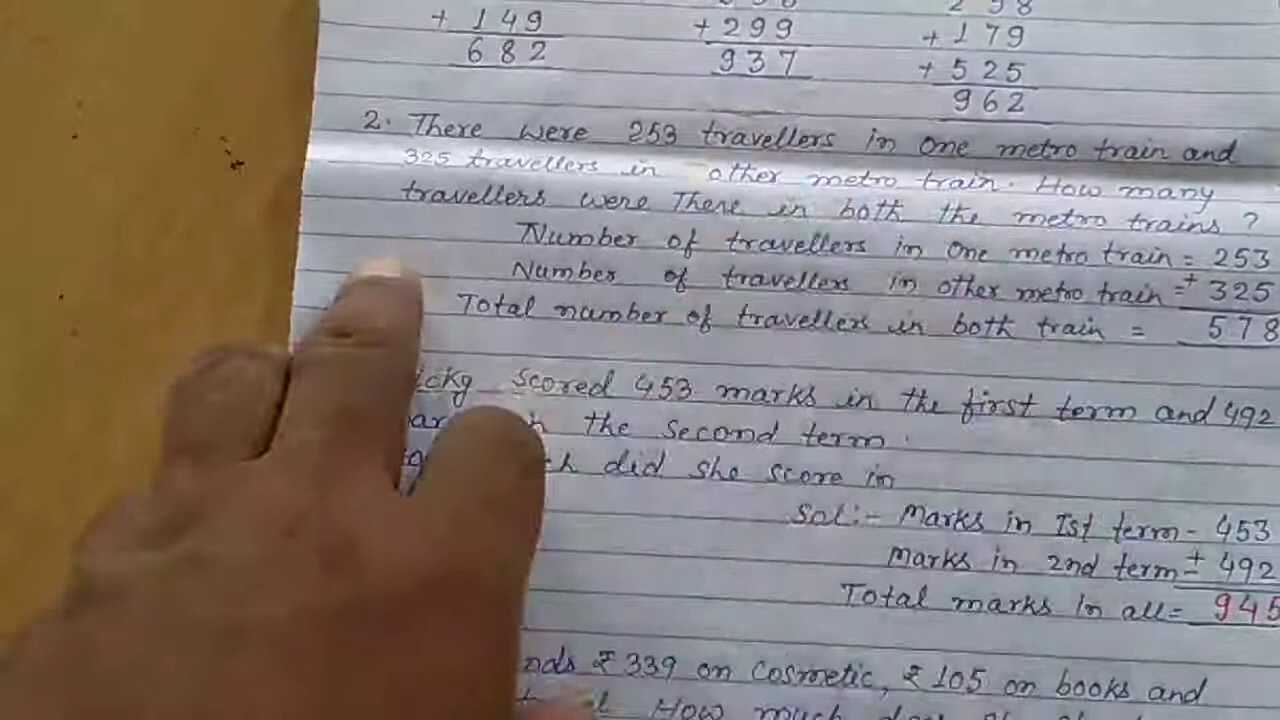 + 149 + 299 + 179
682 937 + 525
962
2. There were 253 travellers in one metro train and
325 travellers in other metro train. How many
travellers were There in both the metro trains ?
Number of travellers in one metro train = 253
Number of travellers in other metro train = + 325
Total number of travellers in both train = 578
scored 453 marks in the first term and 492
the second term.
did she score in
Sol:- Marks in Ist term - 453
Marks in 2nd term = + 492
Total marks in all = 945
₹ 339 on Cosmetic, ₹ 105 on books and
How much